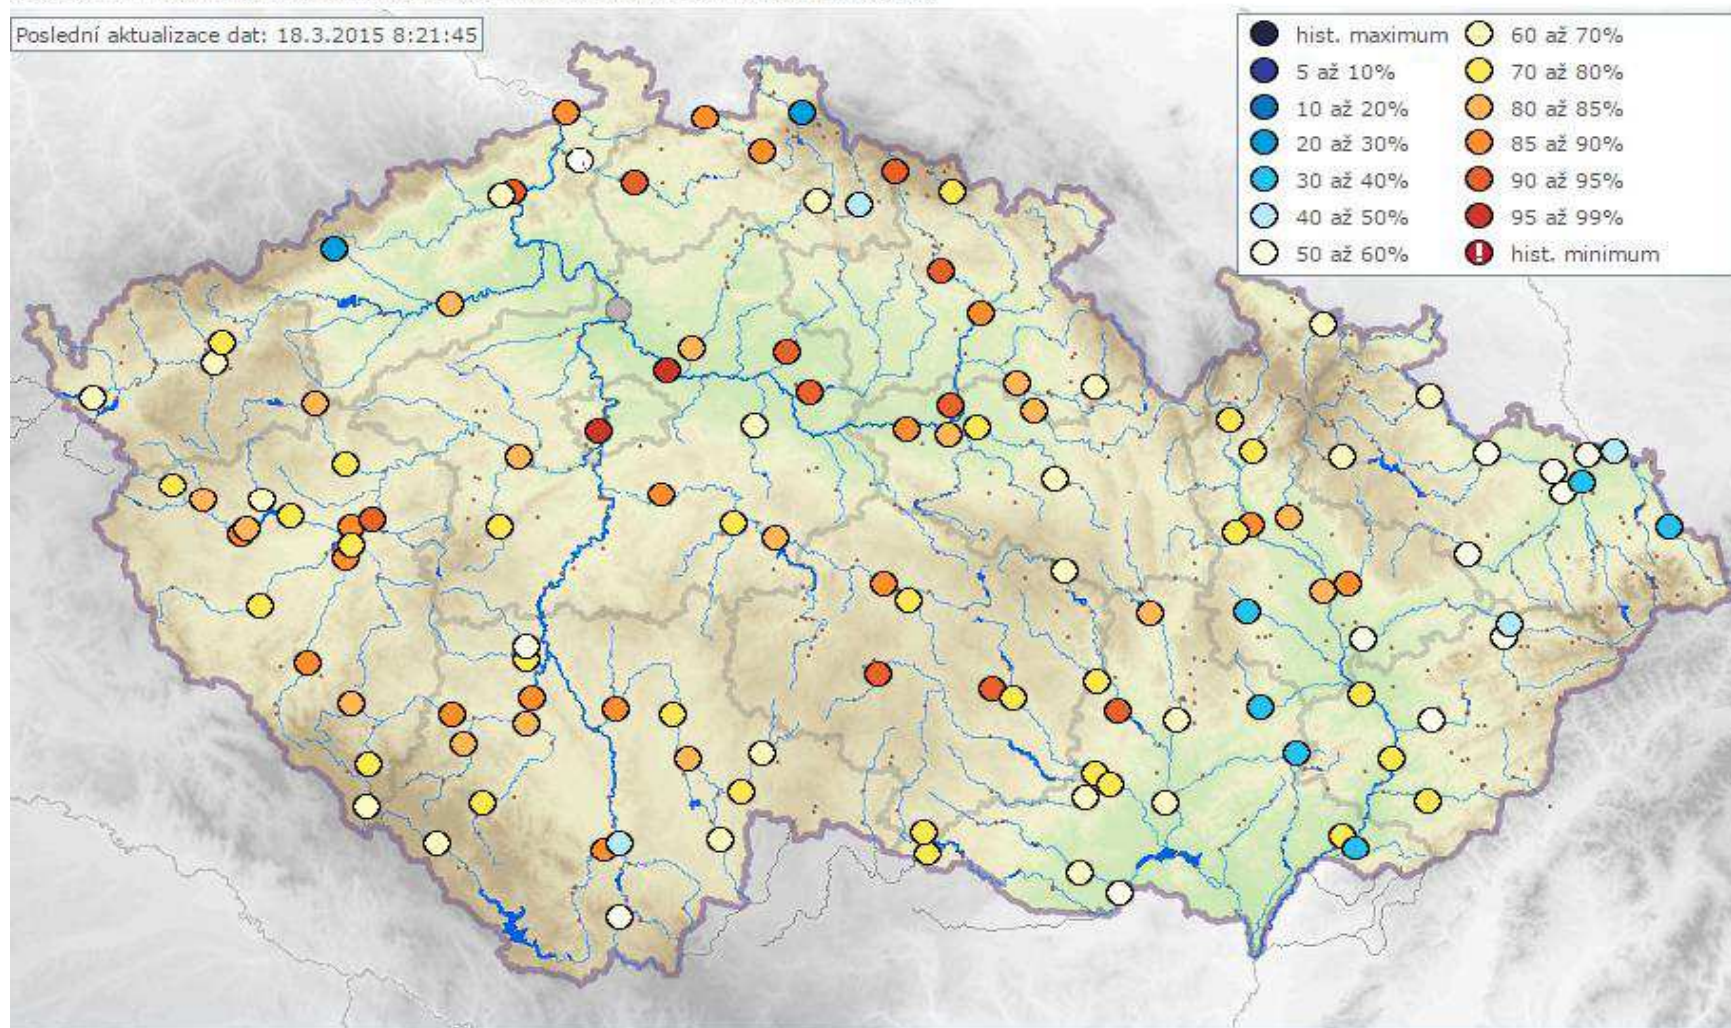 Poslední aktualizace dat: 18.3.2015 8:21:45
hist. maximum
5 až 10%
10 až 20%
20 až 30%
30 až 40%
40 až 50%
50 až 60%
60 až 70%
70 až 80%
80 až 85%
85 až 90%
90 až 95%
95 až 99%
! hist. minimum